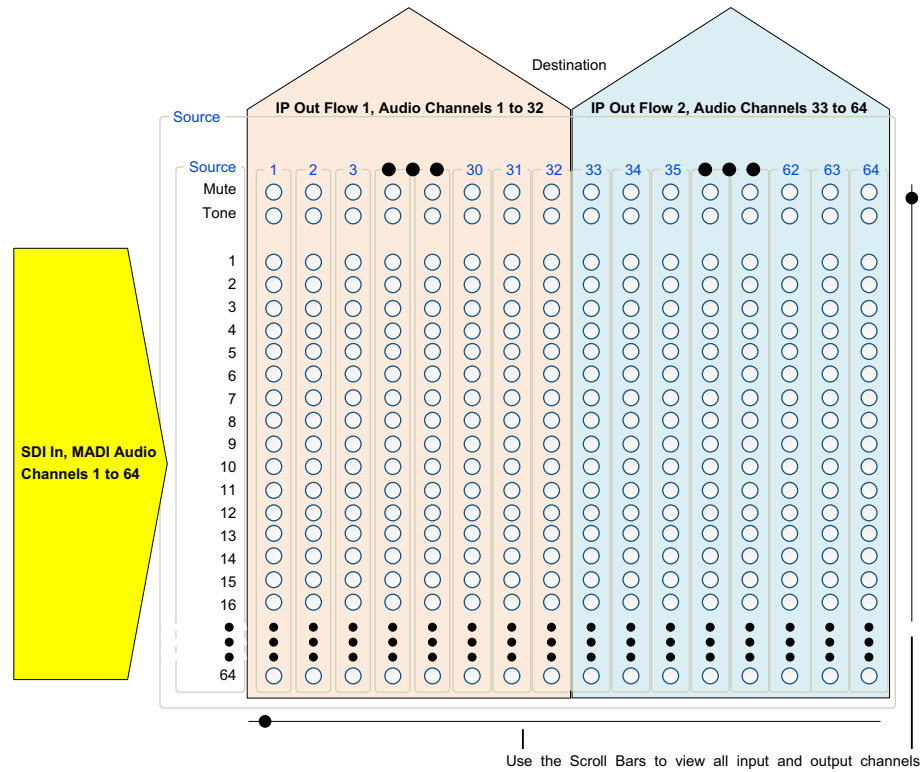 Destination
IP Out Flow 1, Audio Channels 1 to 32
IP Out Flow 2, Audio Channels 33 to 64
Source
Source 1 2 3 30 31 32 33 34 35 62 63 64
Mute
Tone
1
2
3
4
5
6
7
8
9
10
11
12
13
14
15
16
64
SDI In, MADI Audio
Channels 1 to 64
Use the Scroll Bars to view all input and output channels